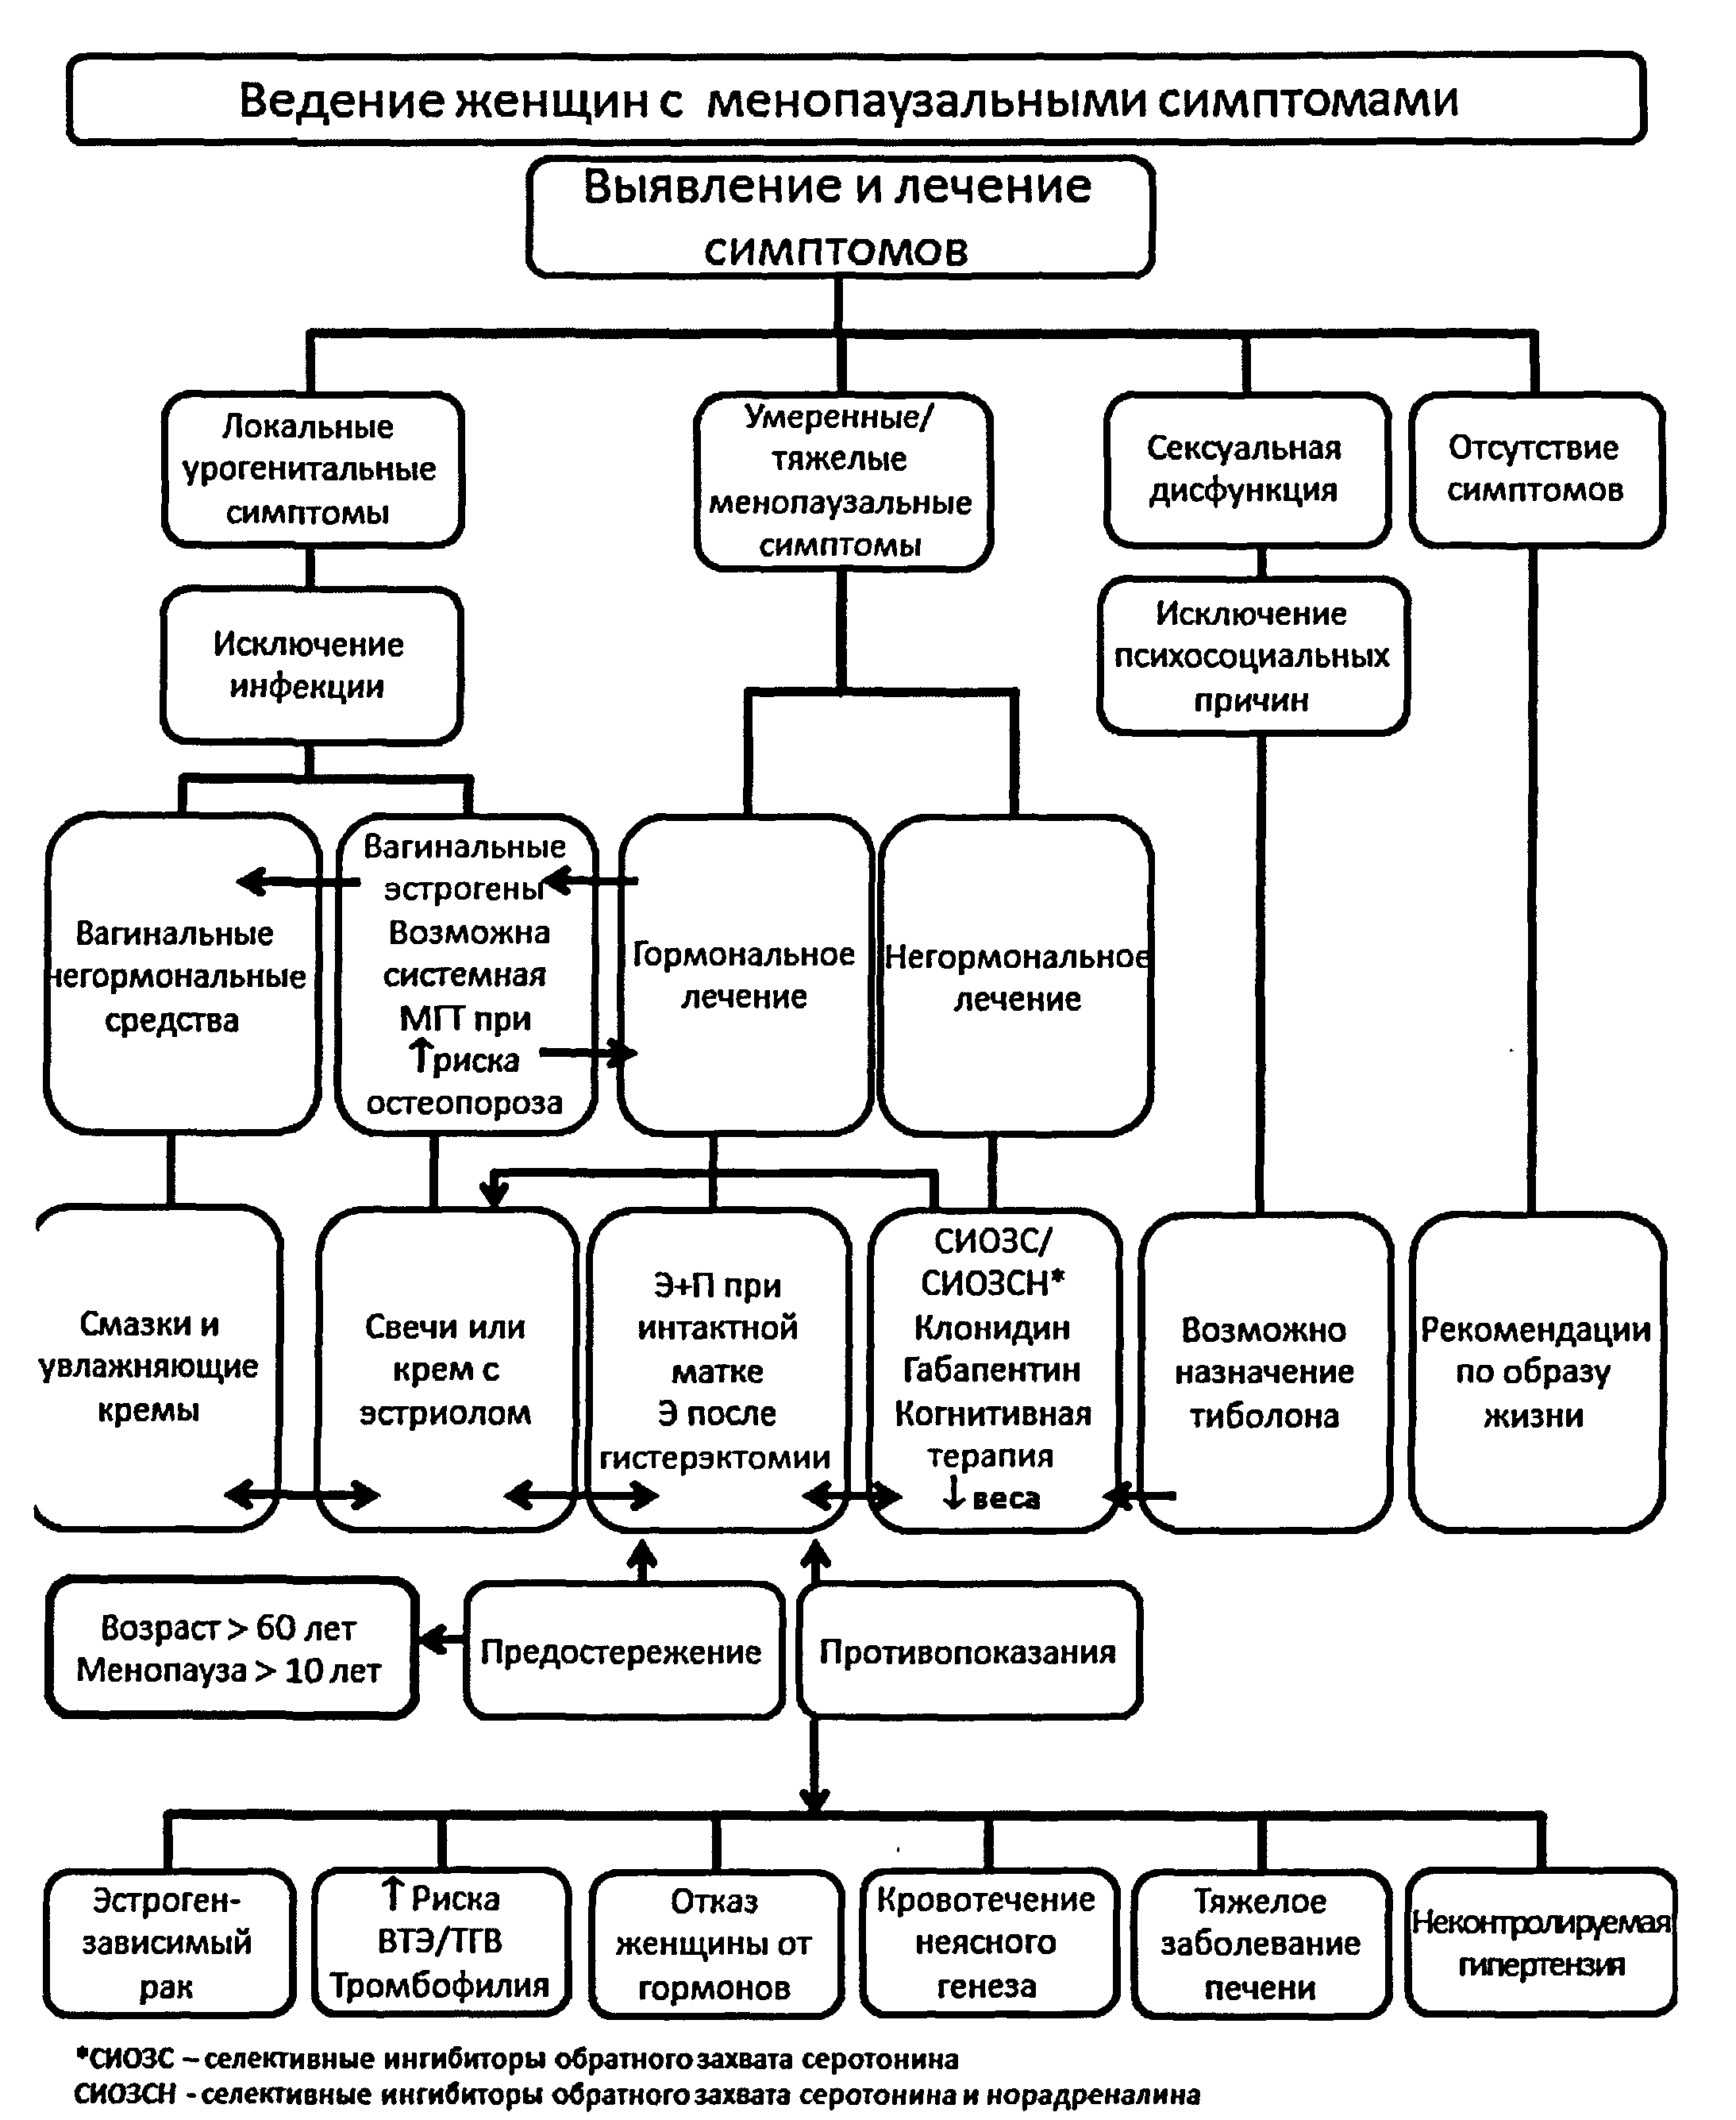 Ведение женщин с менопаузальными симптомами
Выявление и лечение
симптомов
Локальные
урогенитальные
симптомы
Умеренные/
тяжелые
менопаузальные
симптомы
Сексуальная
дисфункция
Отсутствие
симптомов
Исключение
инфекции
Исключение
психосоциальных
причин
Вагинальные
негормональные
средства
Вагинальные
эстрогены
Возможна
системная
МГТ при
↑риска
остеопороза
Гормональное
лечение
Негормональное
лечение
Смазки и
увлажняющие
кремы
Свечи или
крем с
эстриолом
Э+П при
интактной
матке
Э после
гистерэктомии
СИОЗС/
СИОЗСН*
Клонидин
Габапентин
Когнитивная
терапия
↓веса
Возможно
назначение
тиболона
Рекомендации
по образу
жизни
Возраст > 60 лет
Менопауза > 10 лет
Предостережение
Противопоказания
Эстроген-
зависимый
рак
↑ Риска
ВТЭ/ТГВ
Тромбофилия
Отказ
женщины от
гормонов
Кровотечение
неясного
генеза
Тяжелое
заболевание
печени
Неконтролируемая
гипертензия
*СИОЗС – селективные ингибиторы обратного захвата серотонина
СИОЗСН - селективные ингибиторы обратного захвата серотонина и норадреналина